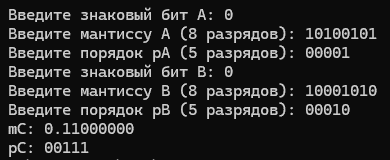 Введите знаковый бит A: 0
Введите мантиссу A (8 разрядов): 10100101
Введите порядок pA (5 разрядов): 00001
Введите знаковый бит B: 0
Введите мантиссу B (8 разрядов): 10001010
Введите порядок pB (5 разрядов): 00010
mC: 0.11000000
pC: 00111